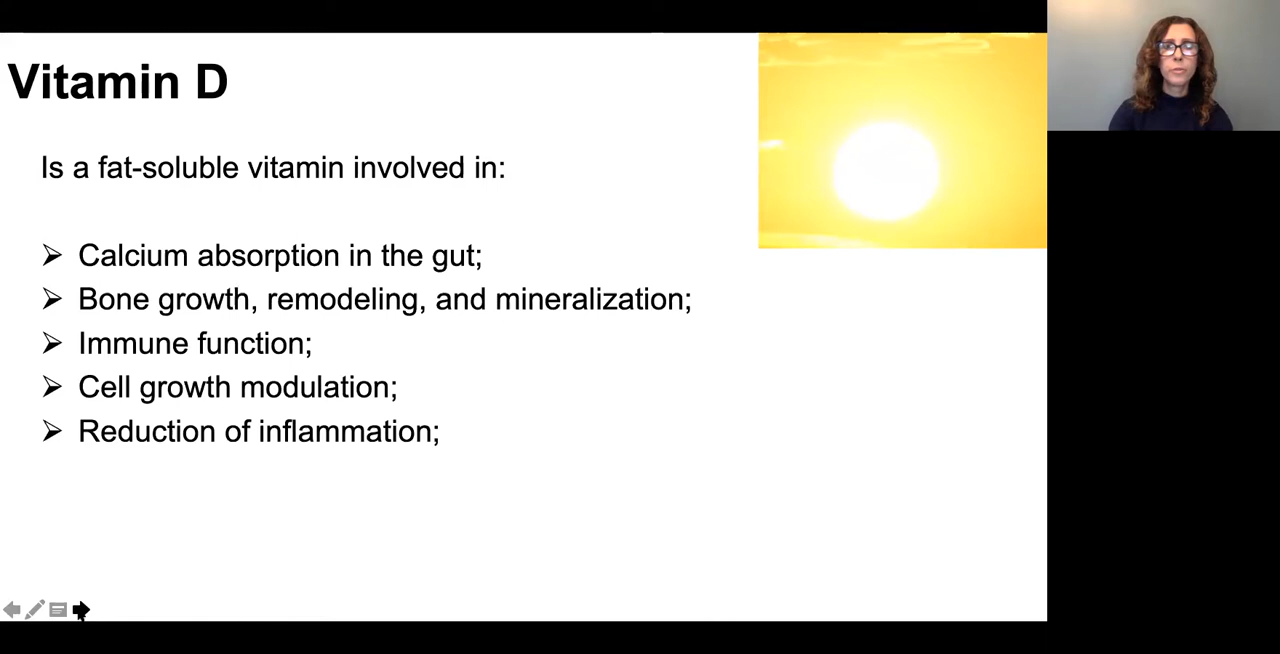 Vitamin D
Is a fat-soluble vitamin involved in:
➢ Calcium absorption in the gut;
➢ Bone growth, remodeling, and mineralization;
➢ Immune function;
➢ Cell growth modulation;
➢ Reduction of inflammation;